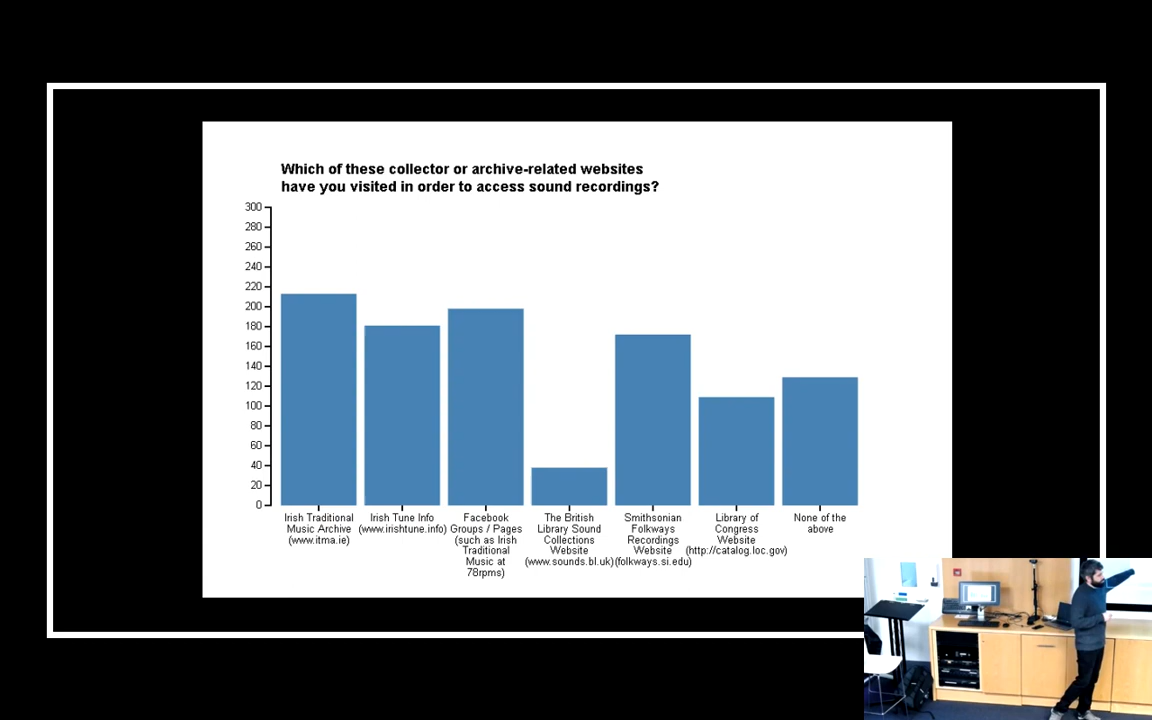 Which of these collector or archive-related websites
have you visited in order to access sound recordings?
300
280
260
240
220
200
180
160
140
120
100
80
60
40
20
0
Irish Traditional
Music Archive
(www.itma.ie)
Irish Tune Info
(www.irishtune.info)
Facebook
Groups / Pages
(such as Irish
Traditional
Music at
78rpms)
The British
Library Sound
Collections
Website
(www.sounds.bl.uk)
Smithsonian
Folkways
Recordings
Website
(folkways.si.edu)
Library of
Congress
Website
(http://catalog.loc.gov)
None of the
above